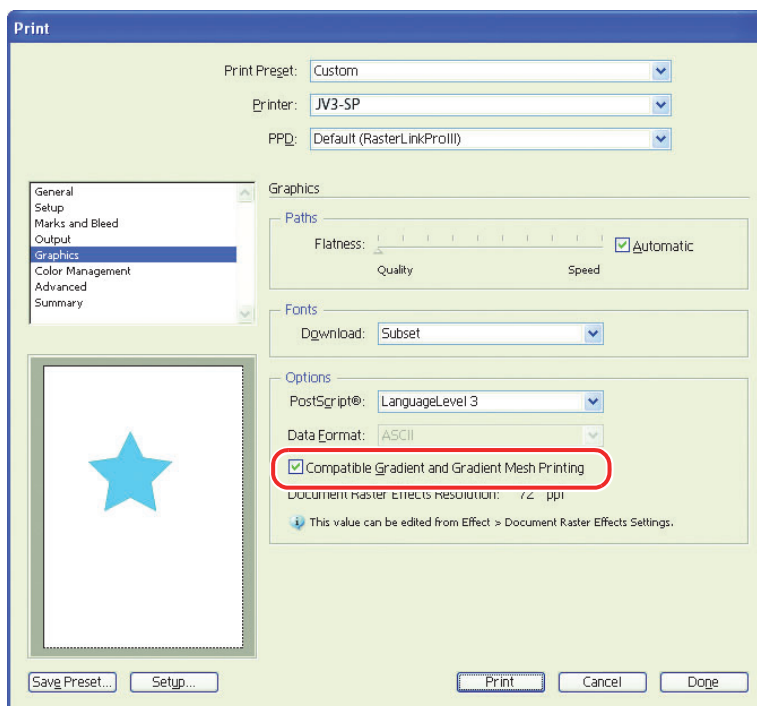 Print
Print Preset: Custom
Printer: JV3-SP
PPD: Default (RasterLinkProIII)
General
Setup
Marks and Bleed
Output
Graphics
Color Management
Advanced
Summary
Graphics
Paths
Flatness: Automatic
Quality Speed
Fonts
Download: Subset
Options
PostScript®: LanguageLevel 3
Data Format: ASCII
Compatible Gradient and Gradient Mesh Printing
Document Raster Effects Resolution: 72 ppi
This value can be edited from Effect > Document Raster Effects Settings.
Save Preset... Setup... Print Cancel Done